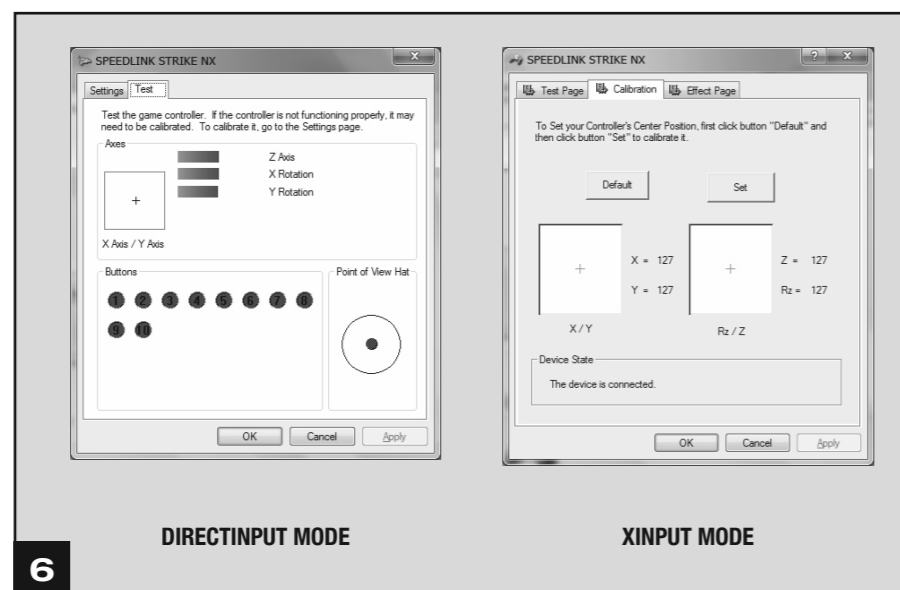 SPEEDLINK STRIKE NX
Settings Test
Test the game controller. If the controller is not functioning properly, it may
need to be calibrated. To calibrate it, go to the Settings page.
Axes
Z Axis
X Rotation
Y Rotation
X Axis / Y Axis
Buttons
1 2 3 4 5 6 7 8
9 10
Point of View Hat
OK Cancel Apply
DIRECTINPUT MODE
SPEEDLINK STRIKE NX
Test Page Calibration Effect Page
To Set your Controller's Center Position, first click button "Default" and
then click button "Set" to calibrate it.
Default Set
X = 127
Y = 127
X / Y
Z = 127
Rz = 127
Rz / Z
Device State
The device is connected.
OK Cancel Apply
XINPUT MODE
6